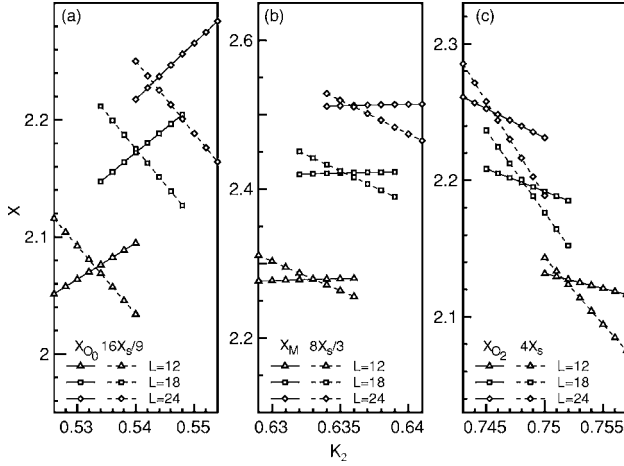 (a) (b) (c)
2.2
2.1
2
2.6
2.4
2.2
2.3
2.2
2.1
X
X_{O_0} 16X_s/9
L=12
L=18
L=24
X_M 8X_s/3
L=12
L=18
L=24
X_{O_2} 4X_s
L=12
L=18
L=24
0.53 0.54 0.55
0.63 0.635 0.64
0.745 0.75 0.755
K_2